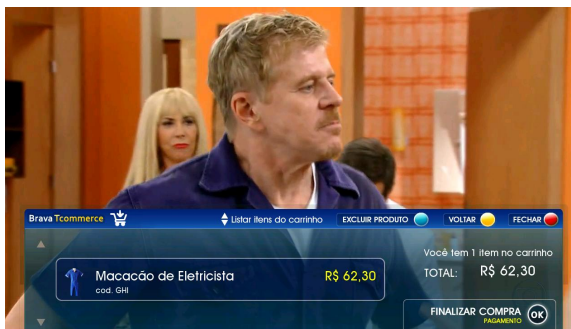 Brava Tcommerce
Listar itens do carrinho
EXCLUIR PRODUTO
VOLTAR
FECHAR
Você tem 1 item no carrinho
Macacão de Eletricista
R$ 62,30
cod. GHI
TOTAL: R$ 62,30
FINALIZAR COMPRA
PAGAMENTO
OK